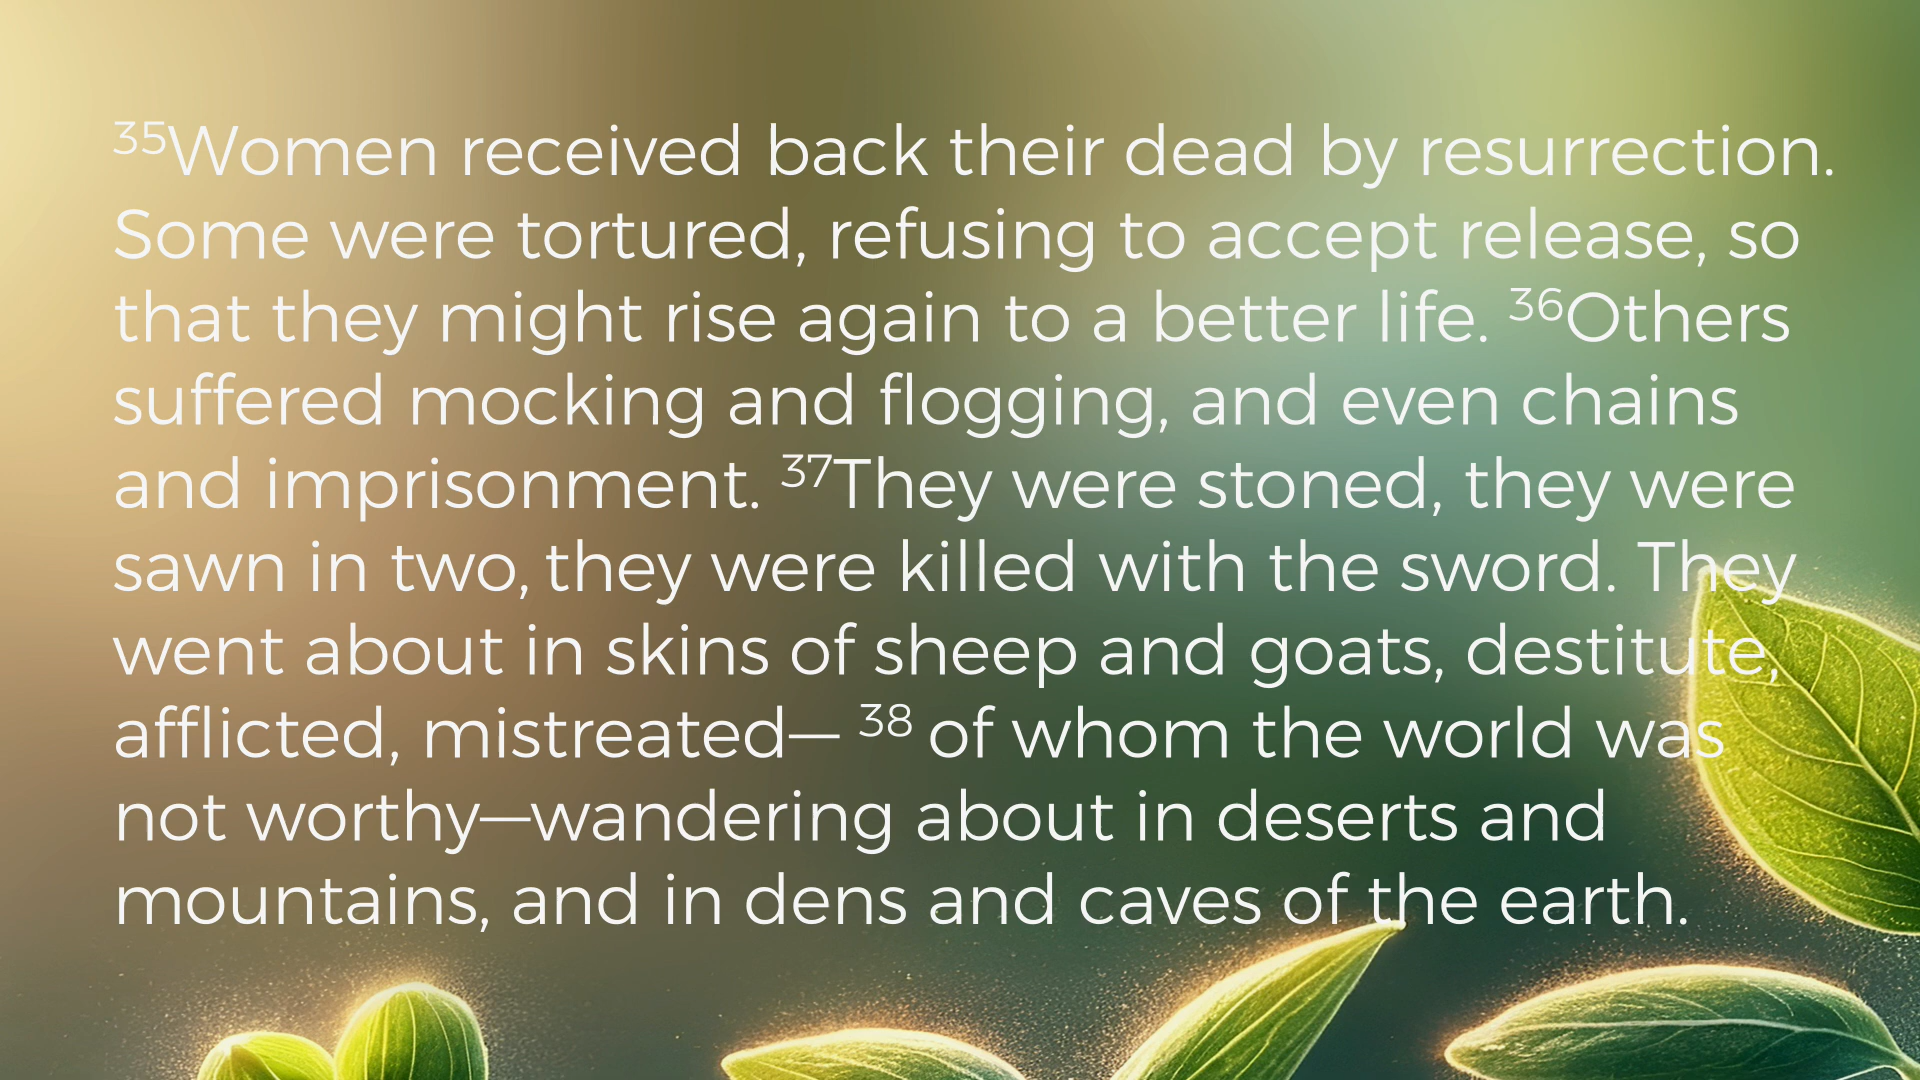 35Women received back their dead by resurrection.
Some were tortured, refusing to accept release, so
that they might rise again to a better life. 36Others
suffered mocking and flogging, and even chains
and imprisonment. 37They were stoned, they were
sawn in two, they were killed with the sword. They
went about in skins of sheep and goats, destitute,
afflicted, mistreated— 38 of whom the world was
not worthy—wandering about in deserts and
mountains, and in dens and caves of the earth.